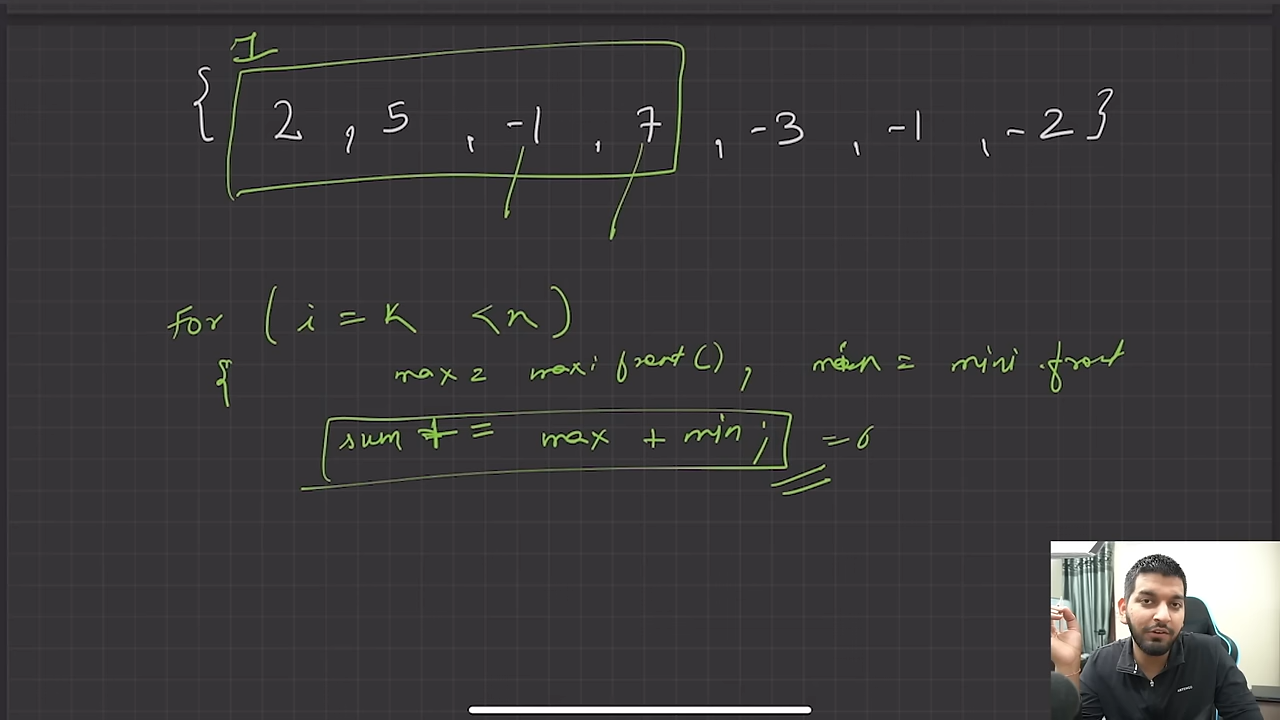 1
{ 2 , 5 , -1 , 7 , -3 , -1 , -2 }
for ( i = k < n )
{ max = maxi. front() , min = mini . front
sum + = max + min ; = 6